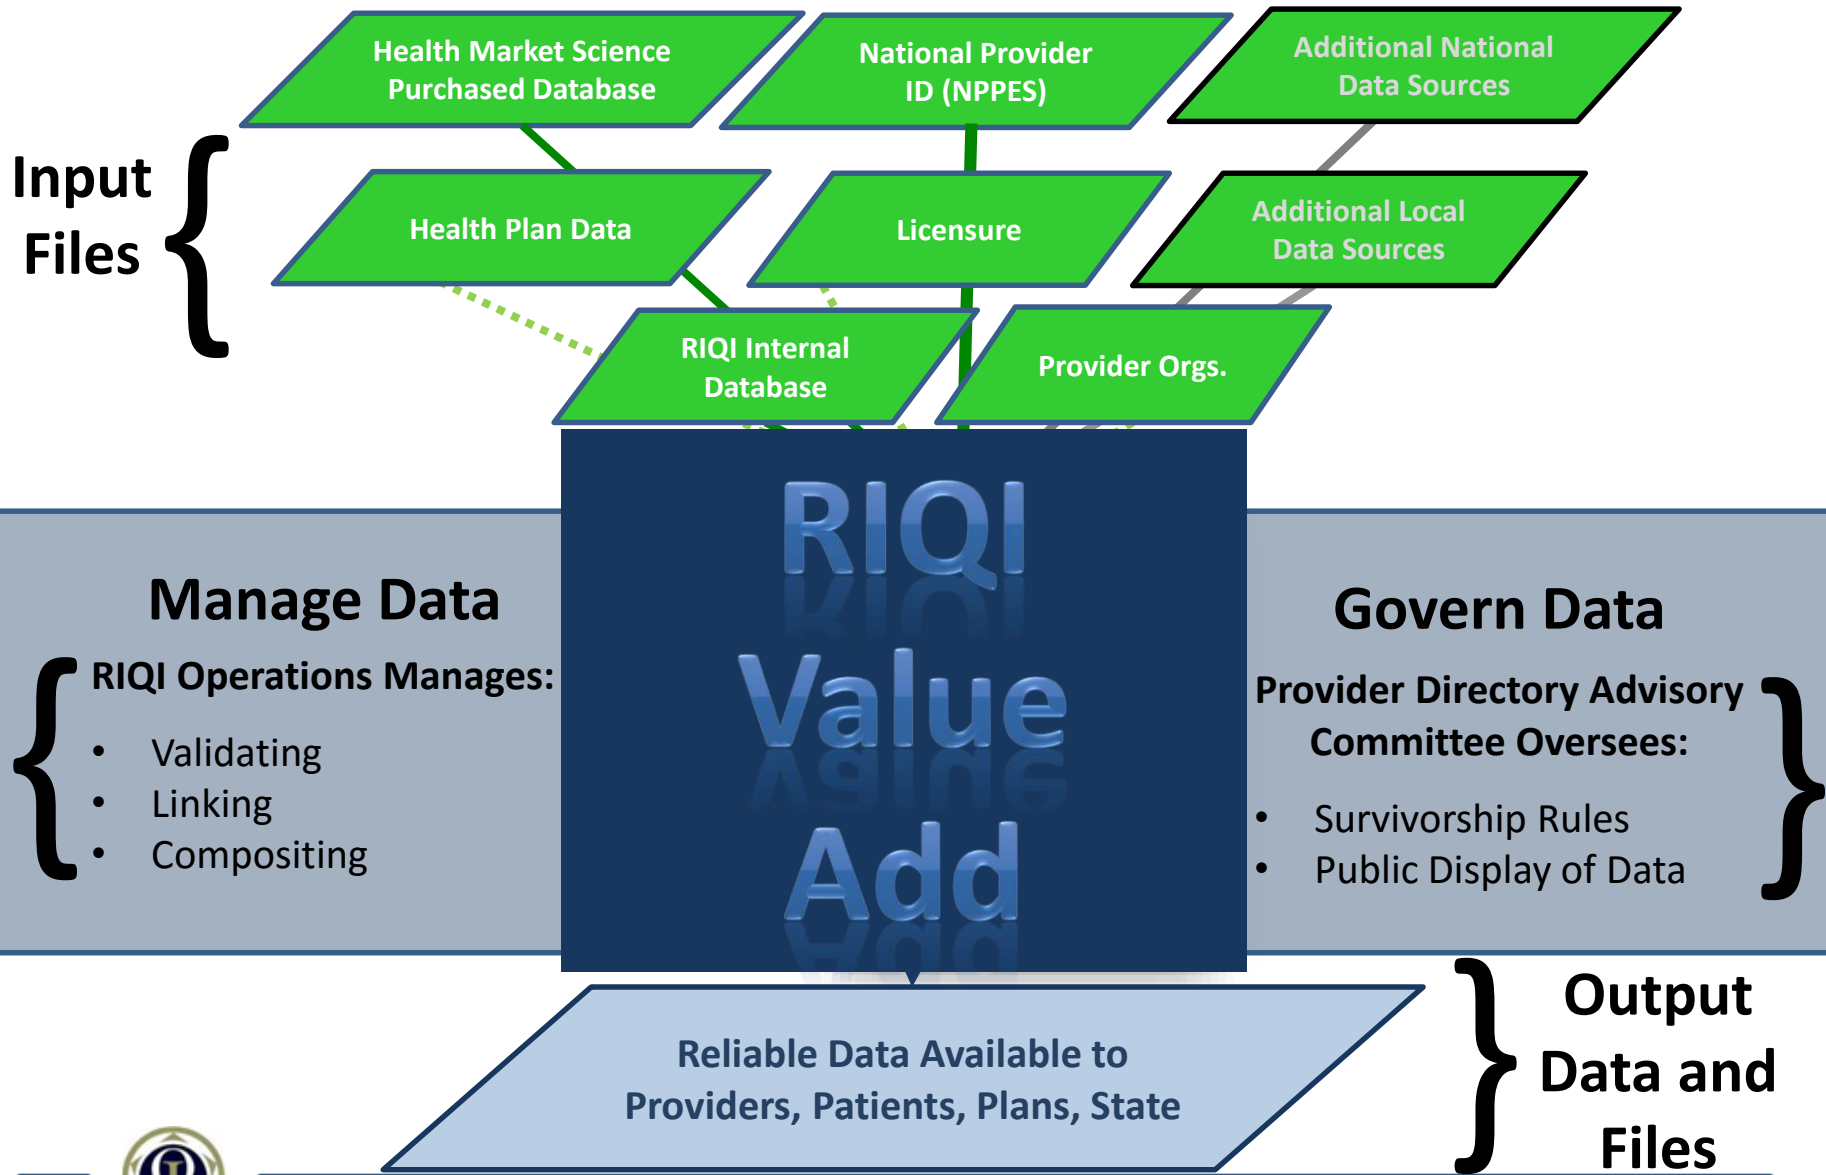 Health Market Science
Purchased Database
National Provider
ID (NPPES)
Additional National
Data Sources
Input
Files
Health Plan Data
Licensure
Additional Local
Data Sources
RIQI Internal
Database
Provider Orgs.
RIQI
Value
Add
Manage Data
RIQI Operations Manages:
• Validating
• Linking
• Compositing
Govern Data
Provider Directory Advisory
Committee Oversees:
• Survivorship Rules
• Public Display of Data
Reliable Data Available to
Providers, Patients, Plans, State
Output
Data and
Files